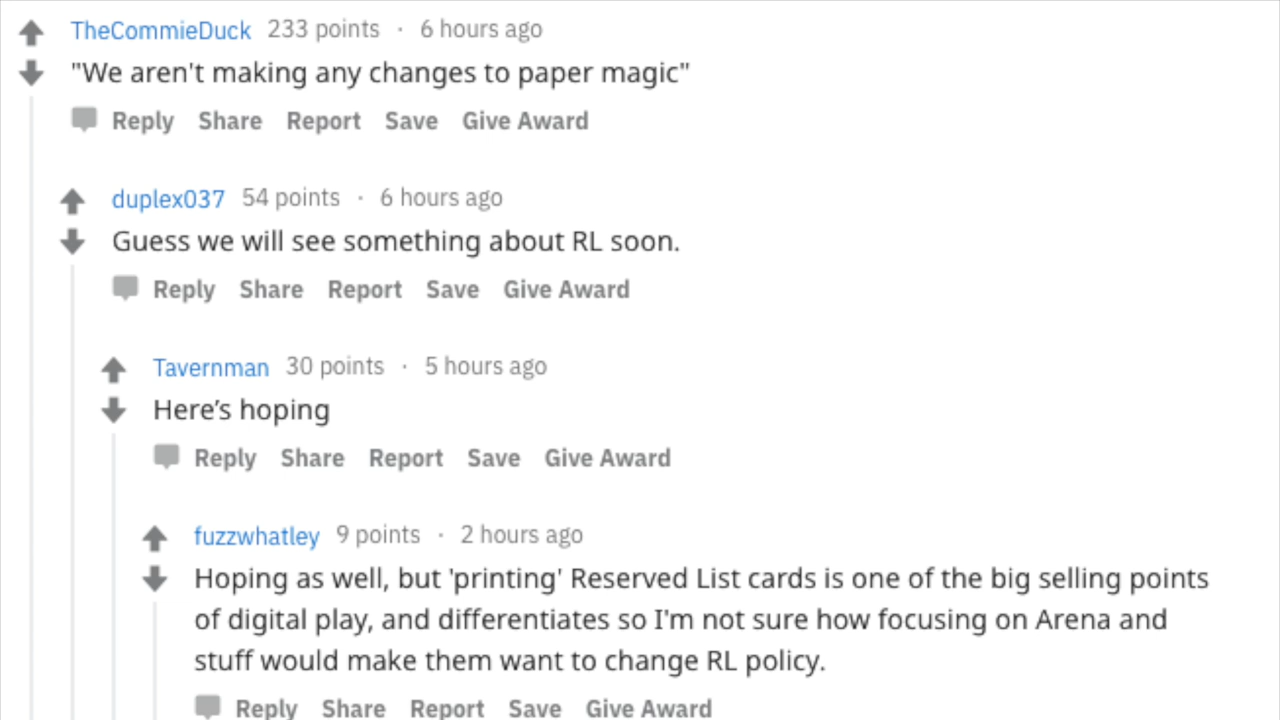 TheCommieDuck 233 points · 6 hours ago
"We aren't making any changes to paper magic"
Reply Share Report Save Give Award
duplex037 54 points · 6 hours ago
Guess we will see something about RL soon.
Reply Share Report Save Give Award
Tavernman 30 points · 5 hours ago
Here’s hoping
Reply Share Report Save Give Award
fuzzwhatley 9 points · 2 hours ago
Hoping as well, but 'printing' Reserved List cards is one of the big selling points
of digital play, and differentiates so I'm not sure how focusing on Arena and
stuff would make them want to change RL policy.
Reply Share Report Save Give Award